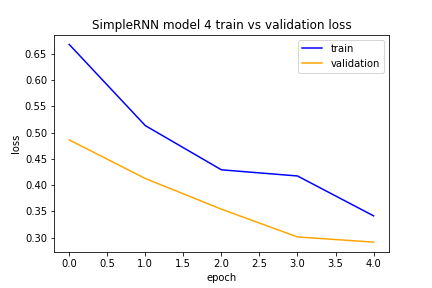 SimpleRNN model 4 train vs validation loss
train
validation
loss
0.65
0.60
0.55
0.50
0.45
0.40
0.35
0.30
0.0 0.5 1.0 1.5 2.0 2.5 3.0 3.5 4.0
epoch